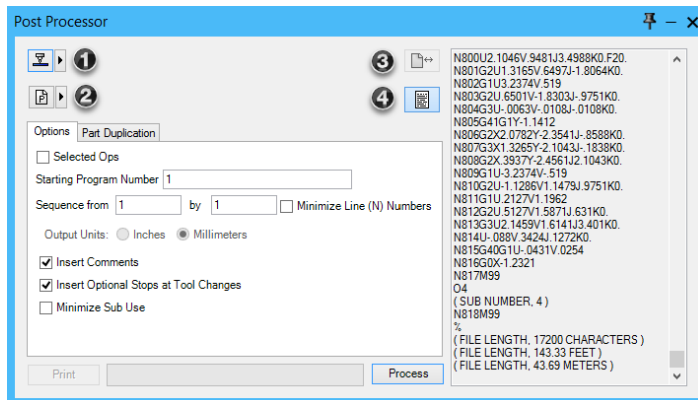 Post Processor
1
2
3
4
Options
Part Duplication
Selected Ops
Starting Program Number 1
Sequence from 1 by 1 Minimize Line (N) Numbers
Output Units: Inches Millimeters
Insert Comments
Insert Optional Stops at Tool Changes
Minimize Sub Use
Print
Process
N800U2.1046V.9481J3.4988K0.F20.
N801G2U1.3165V.6497J-1.8064K0.
N802G1U3.2374V.519
N803G2U.6501V-1.8303J-.9751K0.
N804G3U-.0063V-.0108J-.0108K0.
N805G41G1Y-1.1412
N806G2X2.0782Y-2.3541J-.8588K0.
N807G3X1.3265Y-2.1043J-.1838K0.
N808G2X.3937Y-2.4561J2.1043K0.
N809G1U-3.2374V-.519
N810G2U-1.1286V1.1479J.9751K0.
N811G1U.2127V1.1962
N812G2U.5127V1.5871J.631K0.
N813G3U2.1459V1.6141J3.401K0.
N814U-.088V.3424J.1272K0.
N815G40G1U-.0431V.0254
N816G0X-1.2321
N817M99
O4
( SUB NUMBER, 4 )
N818M99
%
( FILE LENGTH, 17200 CHARACTERS )
( FILE LENGTH, 143.33 FEET )
( FILE LENGTH, 43.69 METERS )